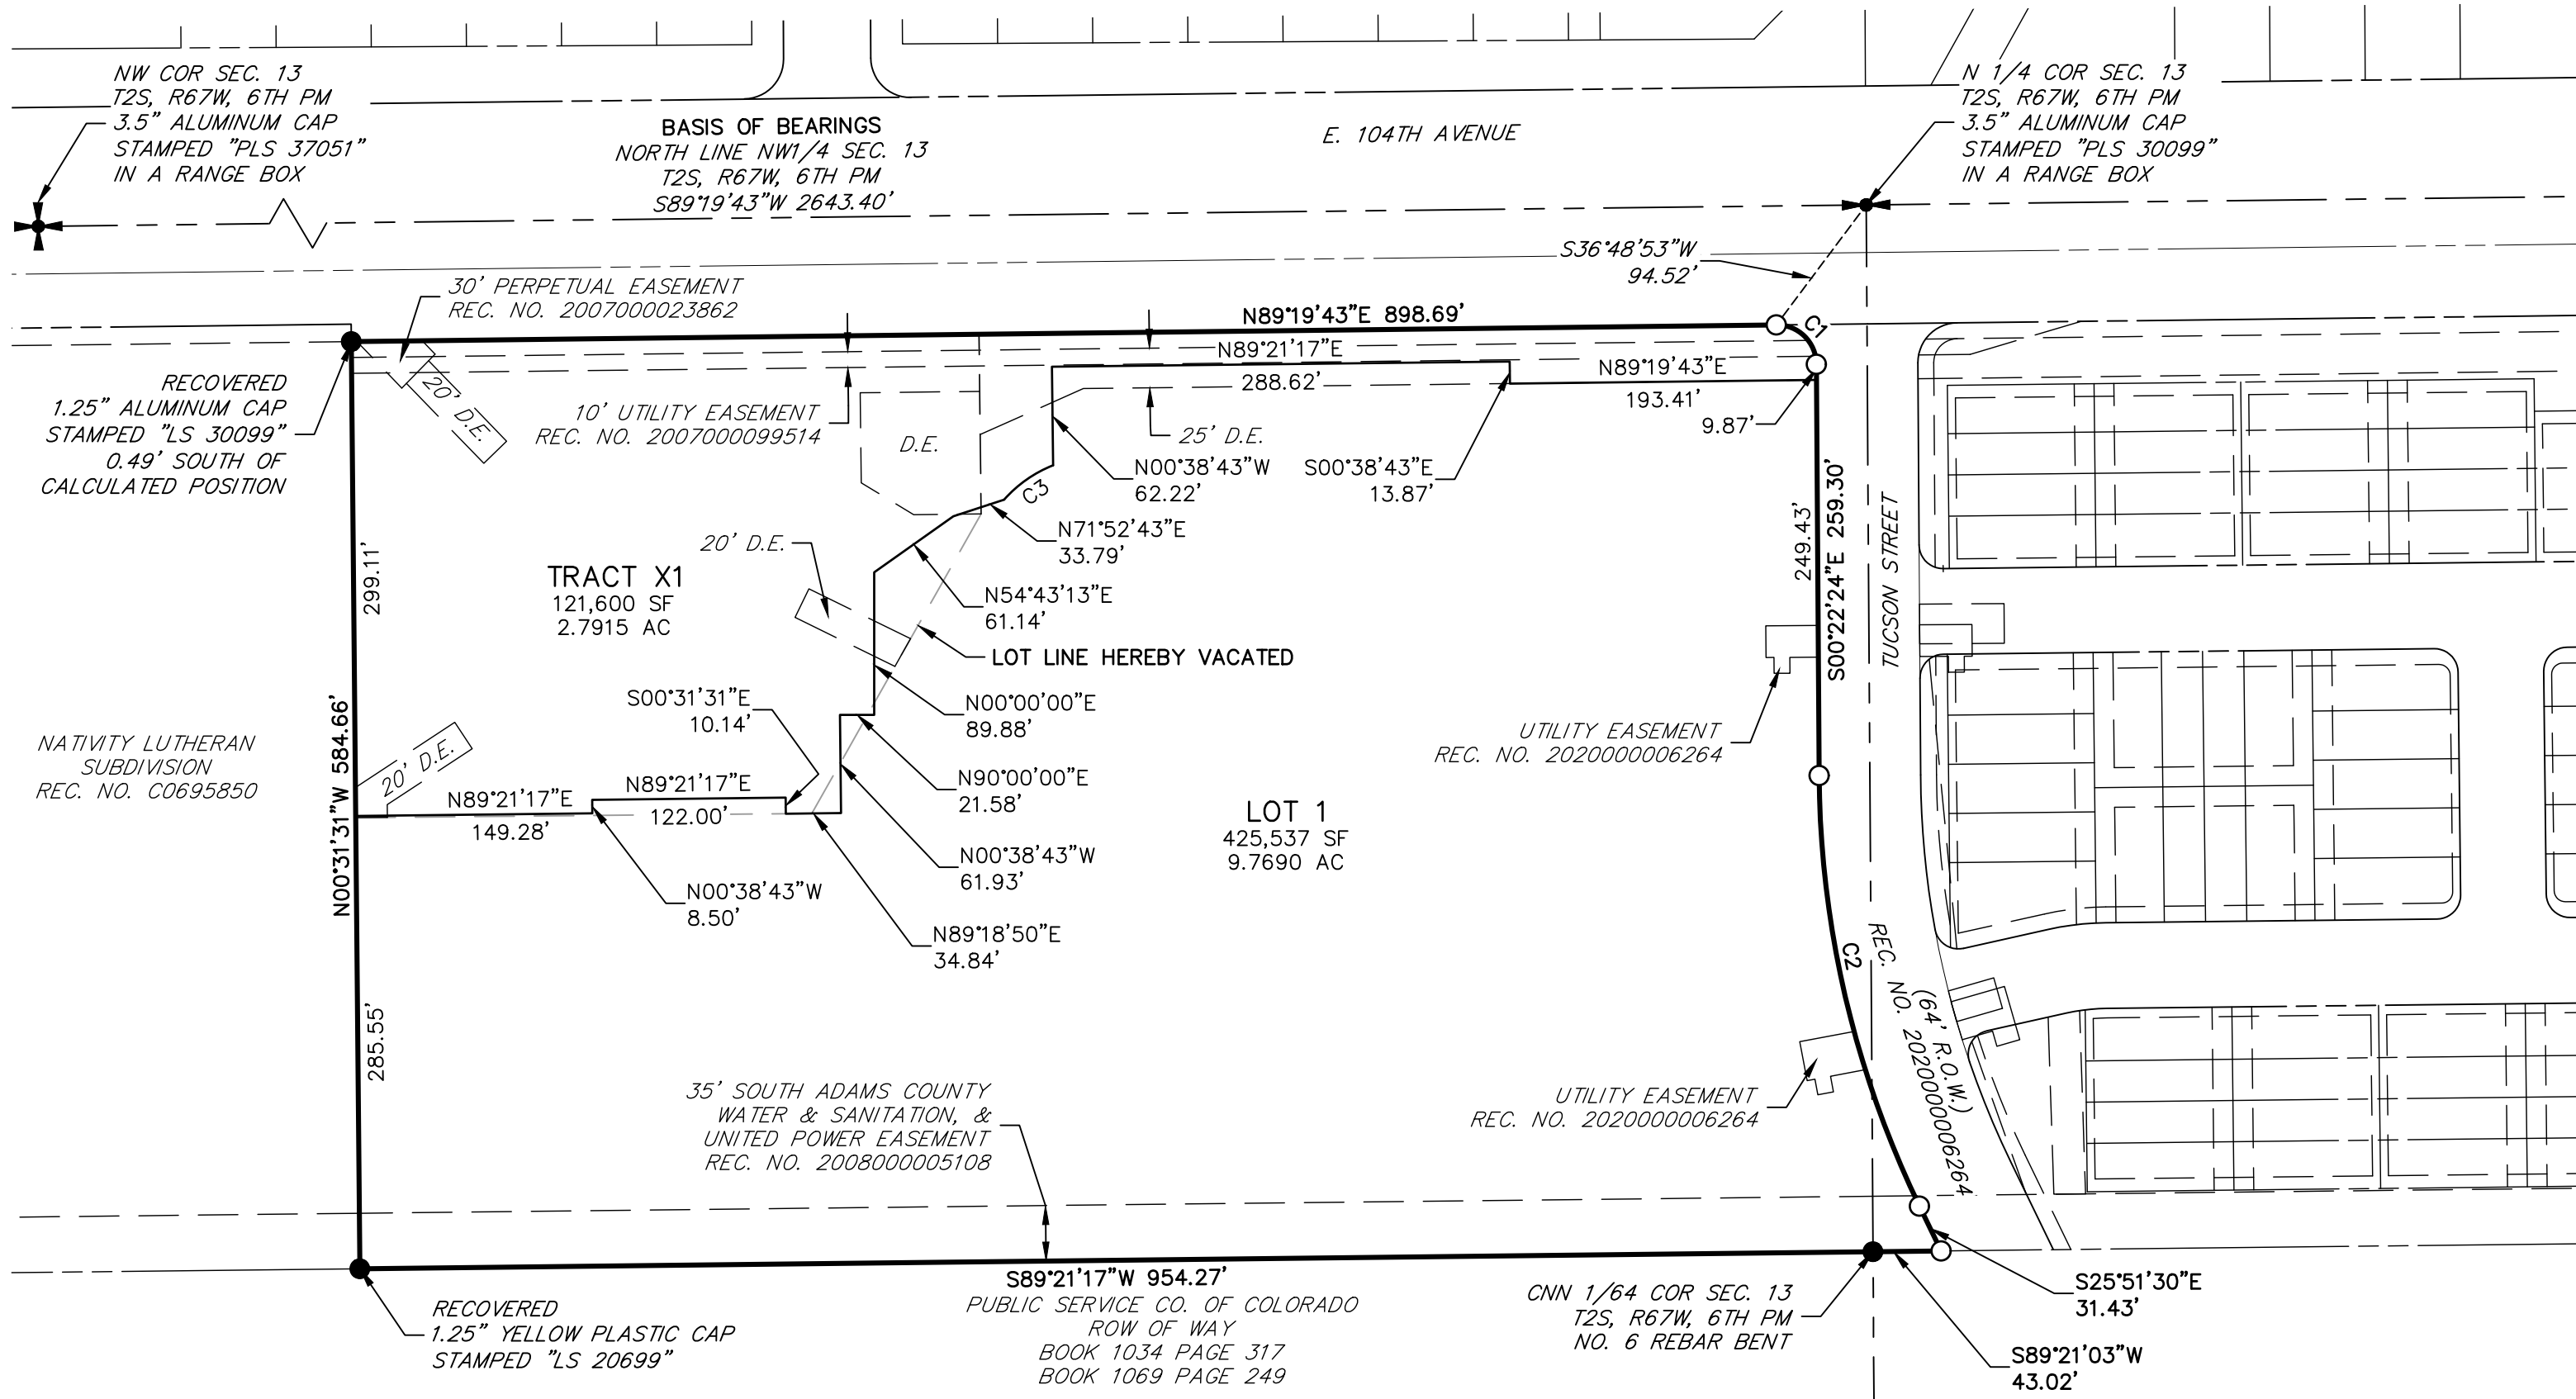 NW COR SEC. 13
T2S, R67W, 6TH PM
3.5" ALUMINUM CAP
STAMPED "PLS 37051"
IN A RANGE BOX
BASIS OF BEARINGS
NORTH LINE NW1/4 SEC. 13
T2S, R67W, 6TH PM
S89°19'43"W 2643.40'
E. 104TH AVENUE
N 1/4 COR SEC. 13
T2S, R67W, 6TH PM
3.5" ALUMINUM CAP
STAMPED "PLS 30099"
IN A RANGE BOX
S36°48'53"W
94.52'
30' PERPETUAL EASEMENT
REC. NO. 2007000023862
N89°19'43"E 898.69'
C1
N89°21'17"E
288.62'
N89°19'43"E
193.41'
9.87'
RECOVERED
1.25" ALUMINUM CAP
STAMPED "LS 30099"
0.49' SOUTH OF
CALCULATED POSITION
20' D.E.
10' UTILITY EASEMENT
REC. NO. 2007000099514
D.E.
25' D.E.
N00°38'43"W
62.22'
S00°38'43"E
13.87'
C3
N71°52'43"E
33.79'
20' D.E.
299.11'
TRACT X1
121,600 SF
2.7915 AC
N54°43'13"E
61.14'
LOT LINE HEREBY VACATED
249.43'
S00°22'24"E 259.30'
TUCSON STREET
S00°31'31"E
10.14'
N00°00'00"E
89.88'
UTILITY EASEMENT
REC. NO. 2020000006264
NATIVITY LUTHERAN
SUBDIVISION
REC. NO. C0695850
N00°31'31"W 584.66'
20' D.E.
N89°21'17"E
149.28'
N89°21'17"E
122.00'
N90°00'00"E
21.58'
LOT 1
425,537 SF
9.7690 AC
N00°38'43"W
61.93'
N00°38'43"W
8.50'
N89°18'50"E
34.84'
C2
REC. NO. 2020000006264
(64' R.O.W.)
285.55'
35' SOUTH ADAMS COUNTY
WATER & SANITATION, &
UNITED POWER EASEMENT
REC. NO. 2008000005108
UTILITY EASEMENT
REC. NO. 2020000006264
S89°21'17"W 954.27'
PUBLIC SERVICE CO. OF COLORADO
ROW OF WAY
BOOK 1034 PAGE 317
BOOK 1069 PAGE 249
RECOVERED
1.25" YELLOW PLASTIC CAP
STAMPED "LS 20699"
CNN 1/64 COR SEC. 13
T2S, R67W, 6TH PM
NO. 6 REBAR BENT
S25°51'30"E
31.43'
S89°21'03"W
43.02'